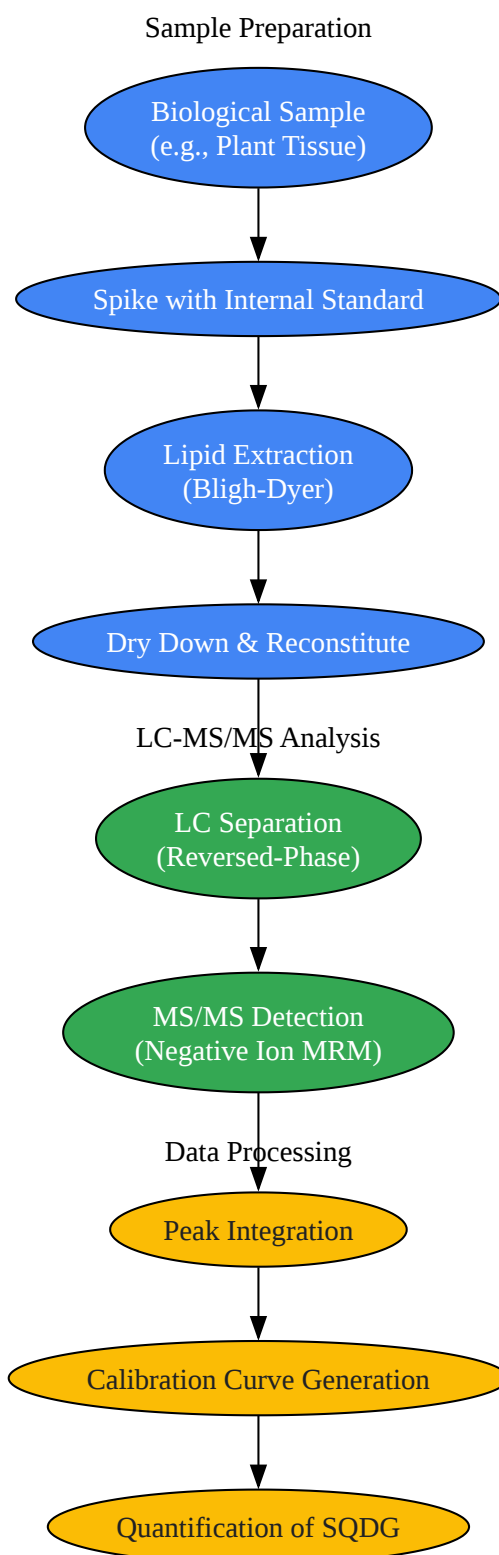 Sample Preparation
Biological Sample
(e.g., Plant Tissue)
Spike with Internal Standard
Lipid Extraction
(Bligh-Dyer)
Dry Down & Reconstitute
LC-MS/MS Analysis
LC Separation
(Reversed-Phase)
MS/MS Detection
(Negative Ion MRM)
Data Processing
Peak Integration
Calibration Curve Generation
Quantification of SQDG